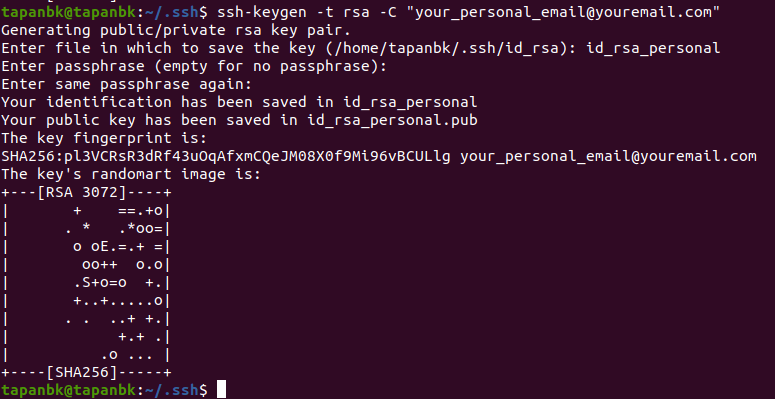 tapanbk@tapanbk:~/.ssh$ ssh-keygen -t rsa -C "your_personal_email@youremail.com"
Generating public/private rsa key pair.
Enter file in which to save the key (/home/tapanbk/.ssh/id_rsa): id_rsa_personal
Enter passphrase (empty for no passphrase):
Enter same passphrase again:
Your identification has been saved in id_rsa_personal
Your public key has been saved in id_rsa_personal.pub
The key fingerprint is:
SHA256:pl3VCRsR3dRf43uOqAfxmCQeJM08X0f9Mi96vBCULlg your_personal_email@youremail.com
The key's randomart image is:
+---[RSA 3072]----+
|       +    ==.+o|
|      . *   .*oo=|
|       o oE.=.+ =|
|        oo++  o.o|
|       .S+o=o  +.|
|       +..+.....o|
|      . .  ..+ +.|
|            +.+ .|
|          .o ... |
+----[SHA256]-----+
tapanbk@tapanbk:~/.ssh$